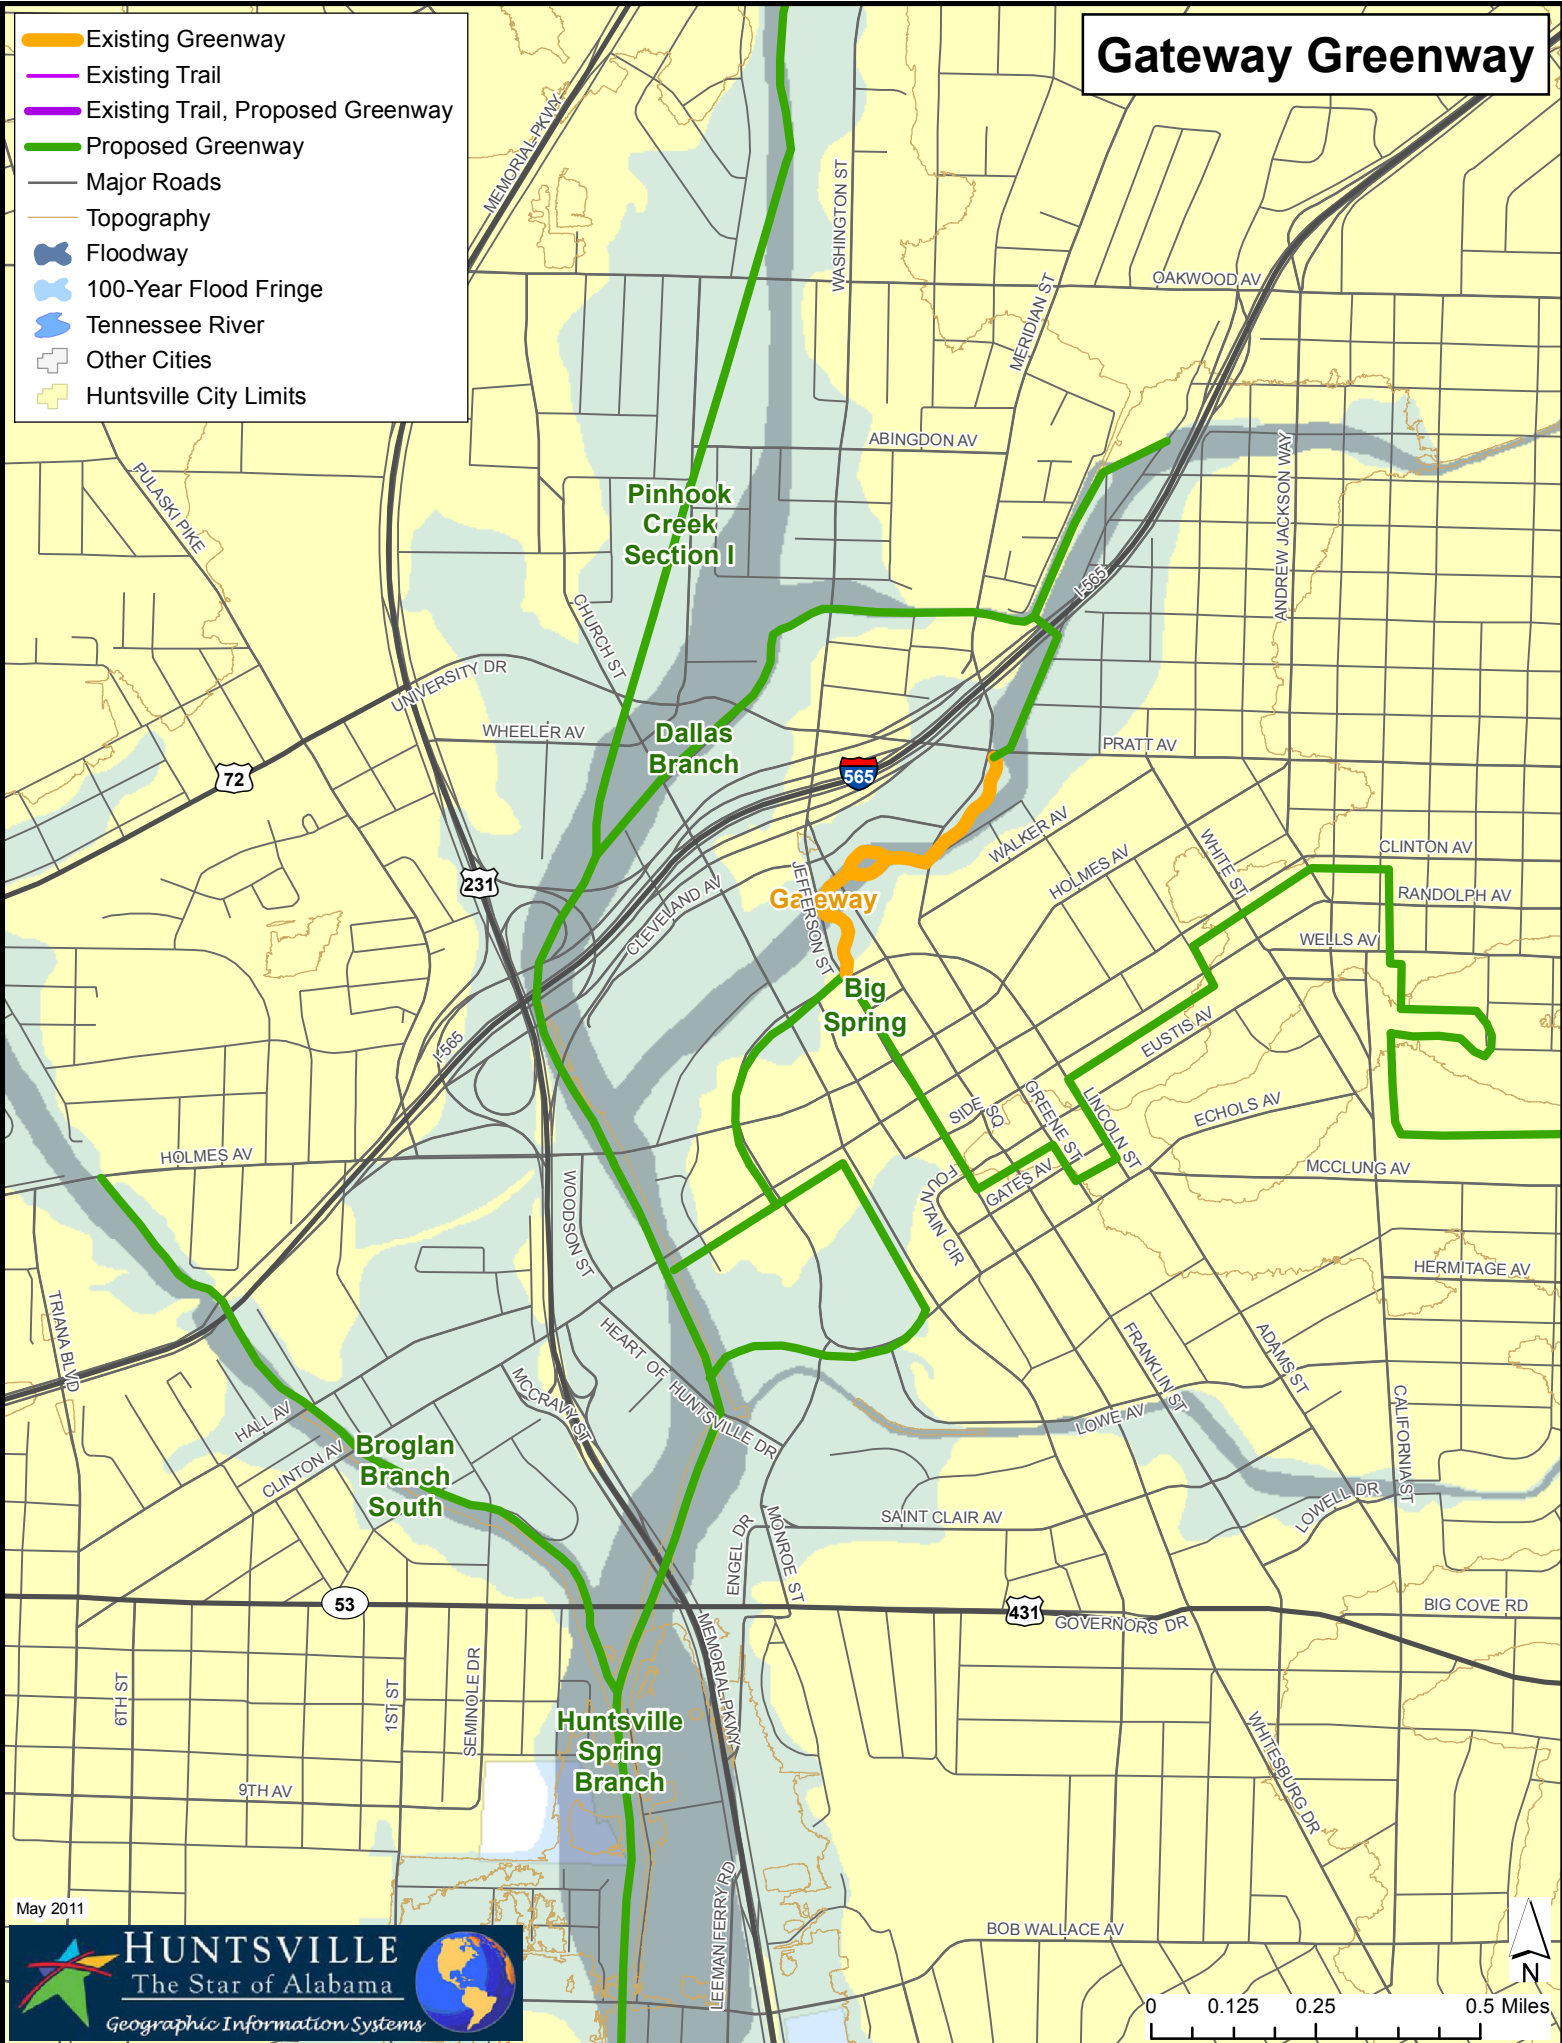 Gateway Greenway
Existing Greenway
Existing Trail
Existing Trail, Proposed Greenway
Proposed Greenway
Major Roads
Topography
Floodway
100-Year Flood Fringe
Tennessee River
Other Cities
Huntsville City Limits
MEMORIAL PKWY
WASHINGTON ST
MERIDIAN ST
OAKWOOD AV
ABINGDON AV
PULASKI PIKE
ANDREW JACKSON WAY
Pinhook
Creek
Section I
I-565
CHURCH ST
UNIVERSITY DR
WHEELER AV
Dallas
Branch
PRATT AV
72
565
231
WALKER AV
HOLMES AV
WHITE ST
CLINTON AV
RANDOLPH AV
WELLS AV
CLEVELAND AV
JEFFERSON ST
Gateway
Big
Spring
I-565
EUSTIS AV
SIDE SQ
GREENE ST
LINCOLN ST
ECHOLS AV
HOLMES AV
WOODSON ST
GATES AV
FOUNTAIN CIR
MCCLUNG AV
HERMITAGE AV
TRIANA BLVD
HEART OF HUNTSVILLE DR
MCCRAVY ST
FRANKLIN ST
ADAMS ST
CALIFORNIA ST
HALL AV
CLINTON AV
LOWE AV
Broglan
Branch
South
LOWELL DR
SAINT CLAIR AV
ENGEL DR
MONROE ST
53
431
GOVERNORS DR
BIG COVE RD
6TH ST
1ST ST
SEMINOLE DR
MEMORIAL PKWY
Huntsville
Spring
Branch
WHITESBURG DR
9TH AV
LEEMAN FERRY RD
BOB WALLACE AV
May 2011
HUNTSVILLE
The Star of Alabama
Geographic Information Systems
N
0 0.125 0.25 0.5 Miles